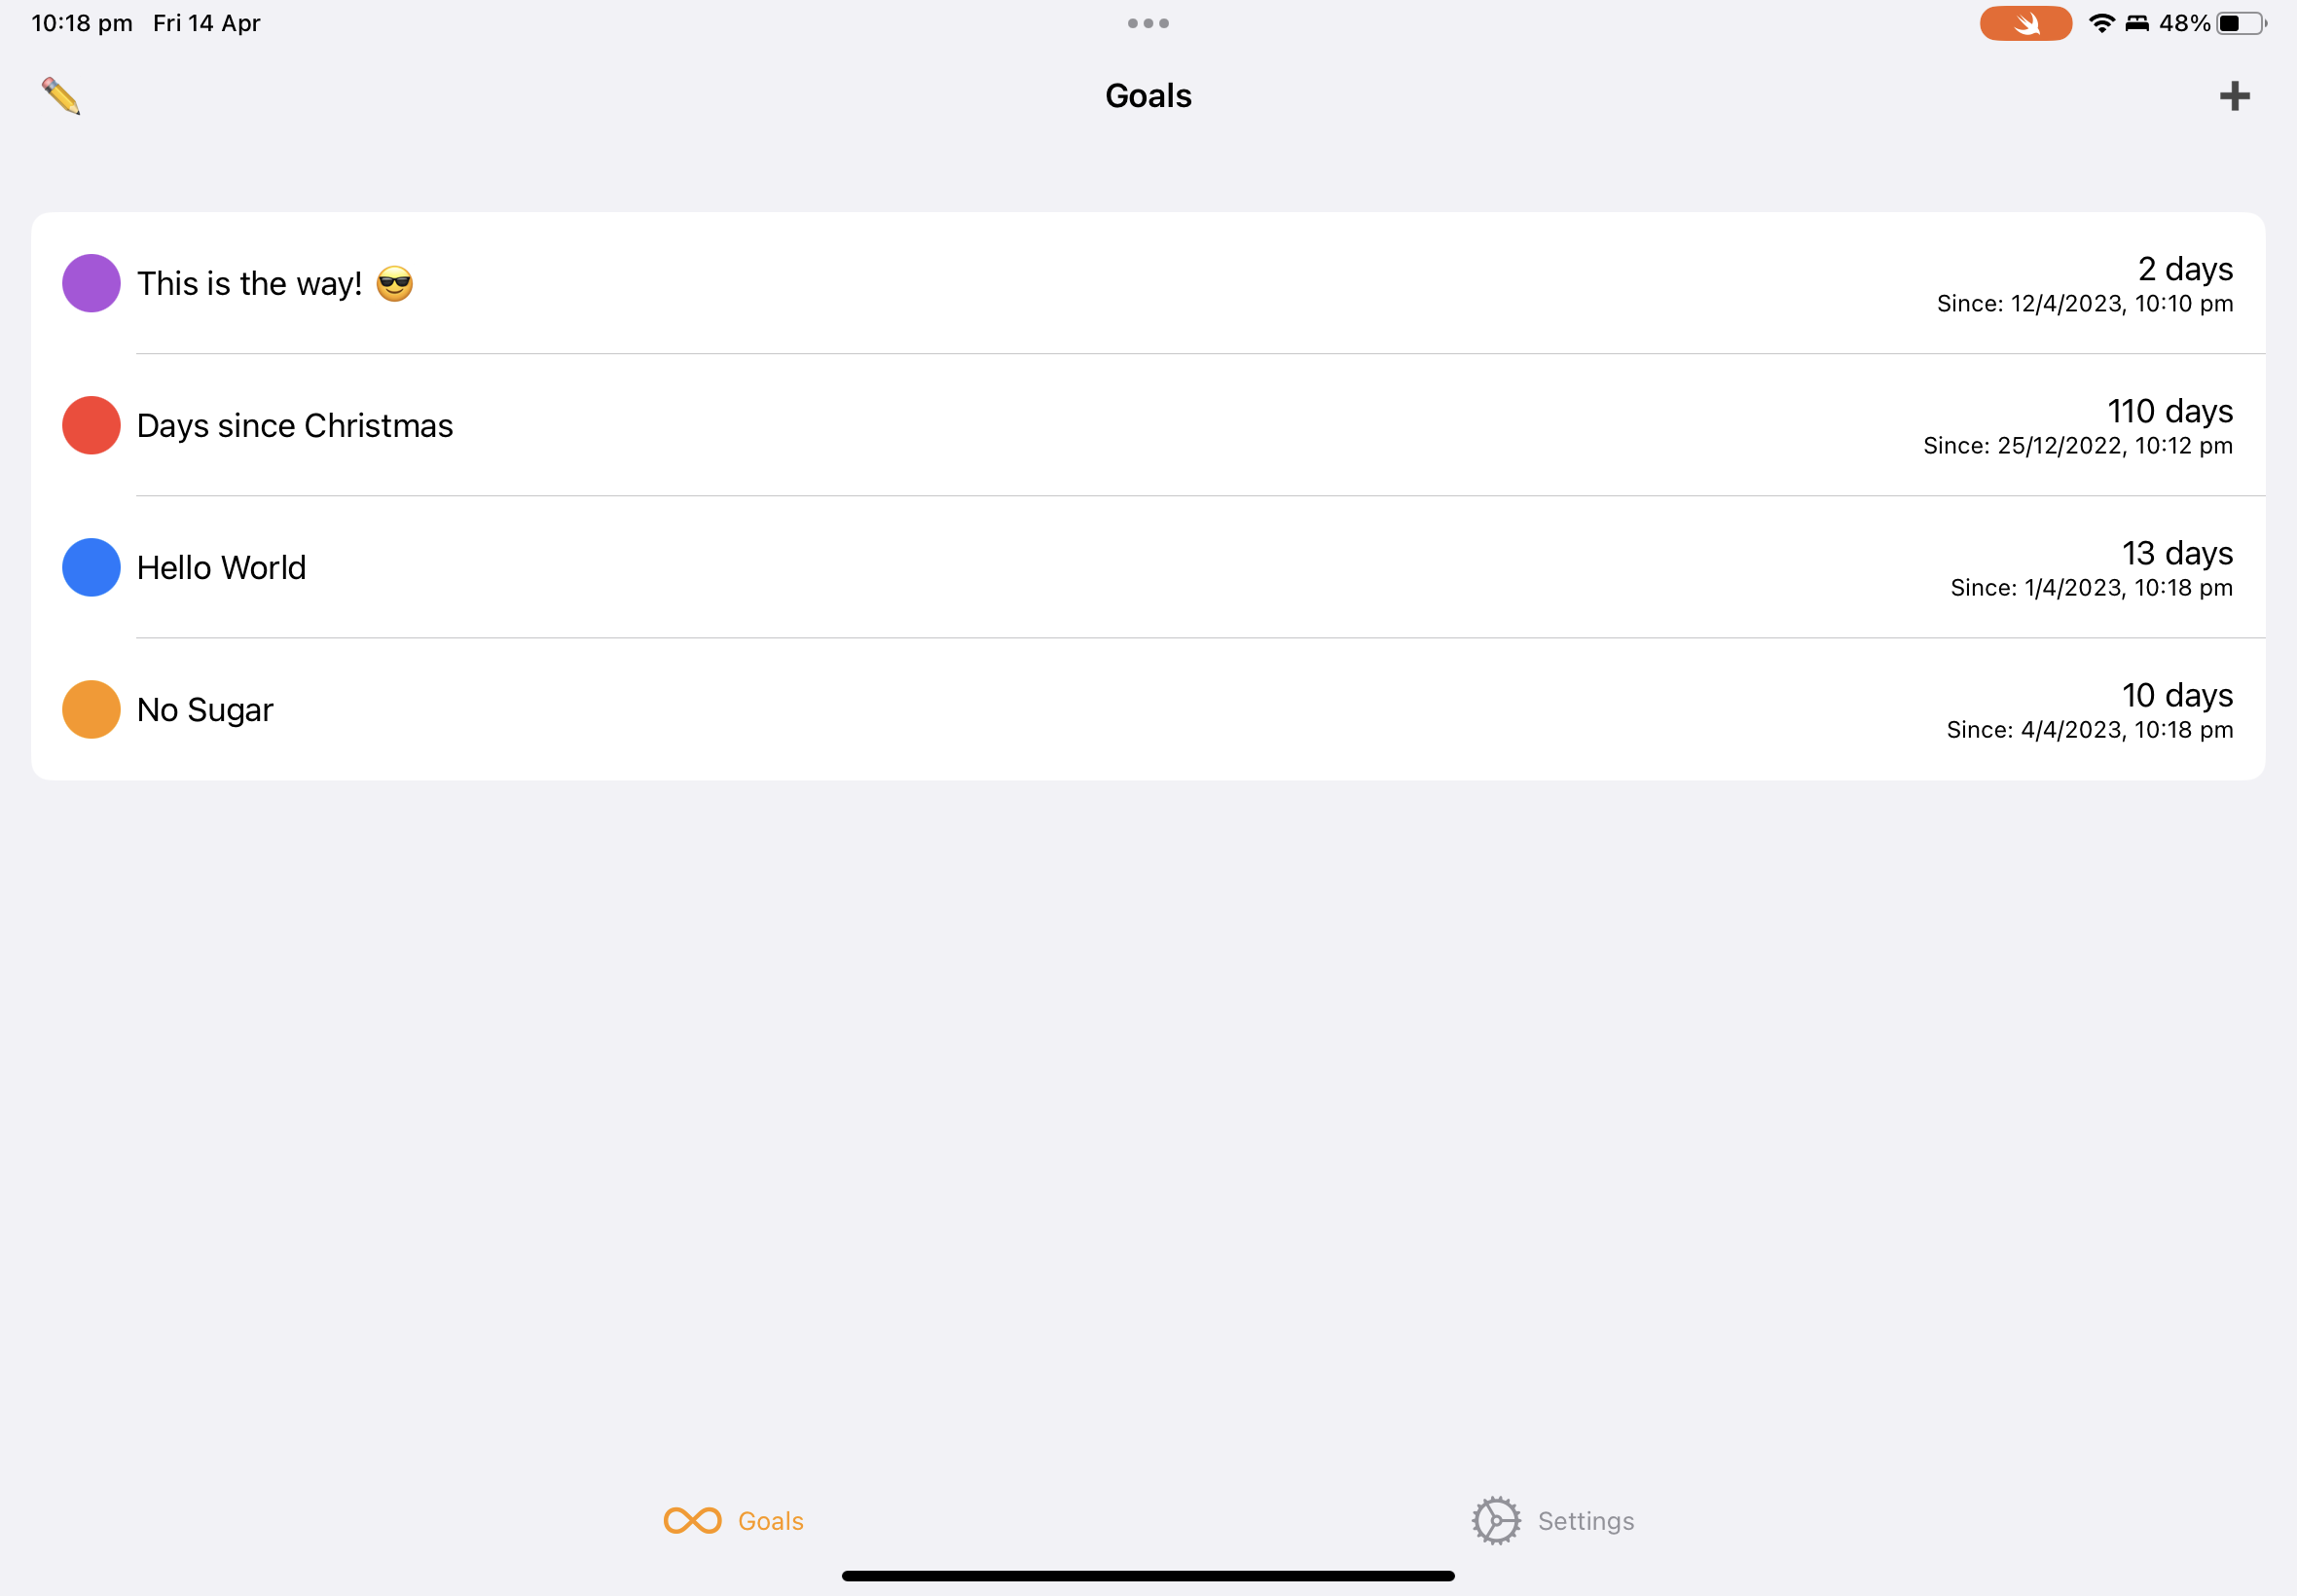 10:18 pm Fri 14 Apr
48%
Goals
This is the way! 😎
2 days
Since: 12/4/2023, 10:10 pm
Days since Christmas
110 days
Since: 25/12/2022, 10:12 pm
Hello World
13 days
Since: 1/4/2023, 10:18 pm
No Sugar
10 days
Since: 4/4/2023, 10:18 pm
Goals
Settings